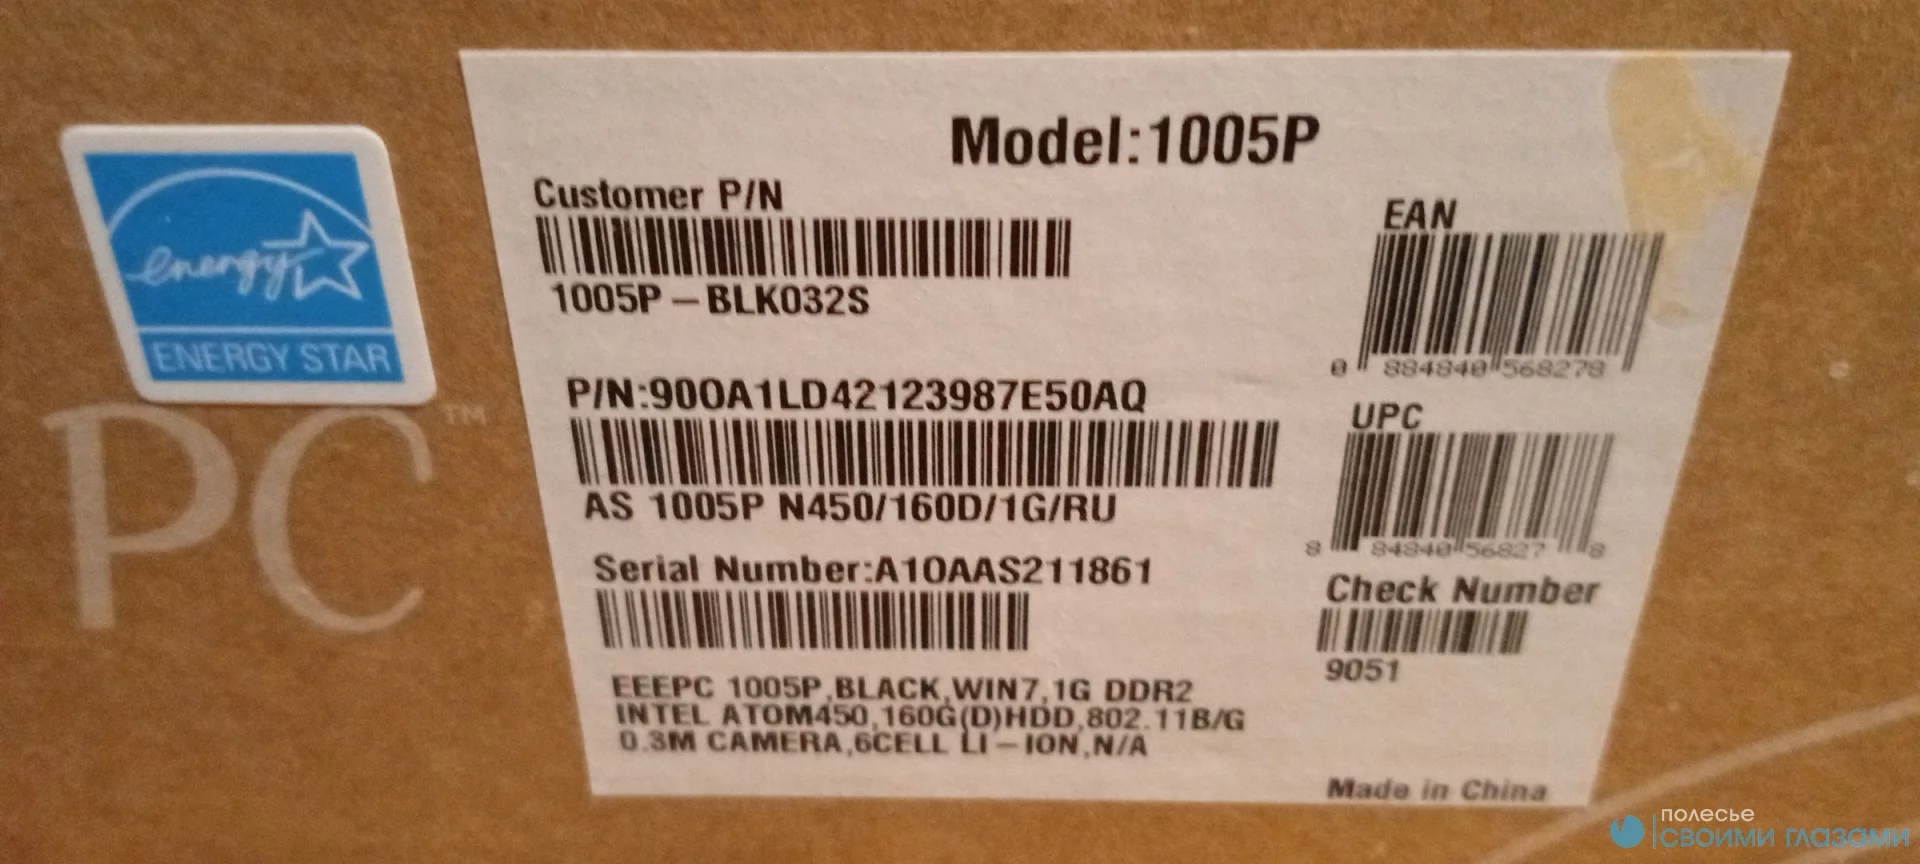 energy
ENERGY STAR
PC™
Model:1005P
Customer P/N
1005P-BLK032S
P/N:90OA1LD42123987E50AQ
AS 1005P N450/160D/1G/RU
Serial Number:A10AAS211861
EEEPC 1005P,BLACK,WIN7,1G DDR2
INTEL ATOM450,160G(D)HDD,802.11B/G
0.3M CAMERA,6CELL LI-ION,N/A
EAN
0 884840 568278
UPC
8 84840 56827 8
Check Number
9051
Made in China
полесье
своими глазами